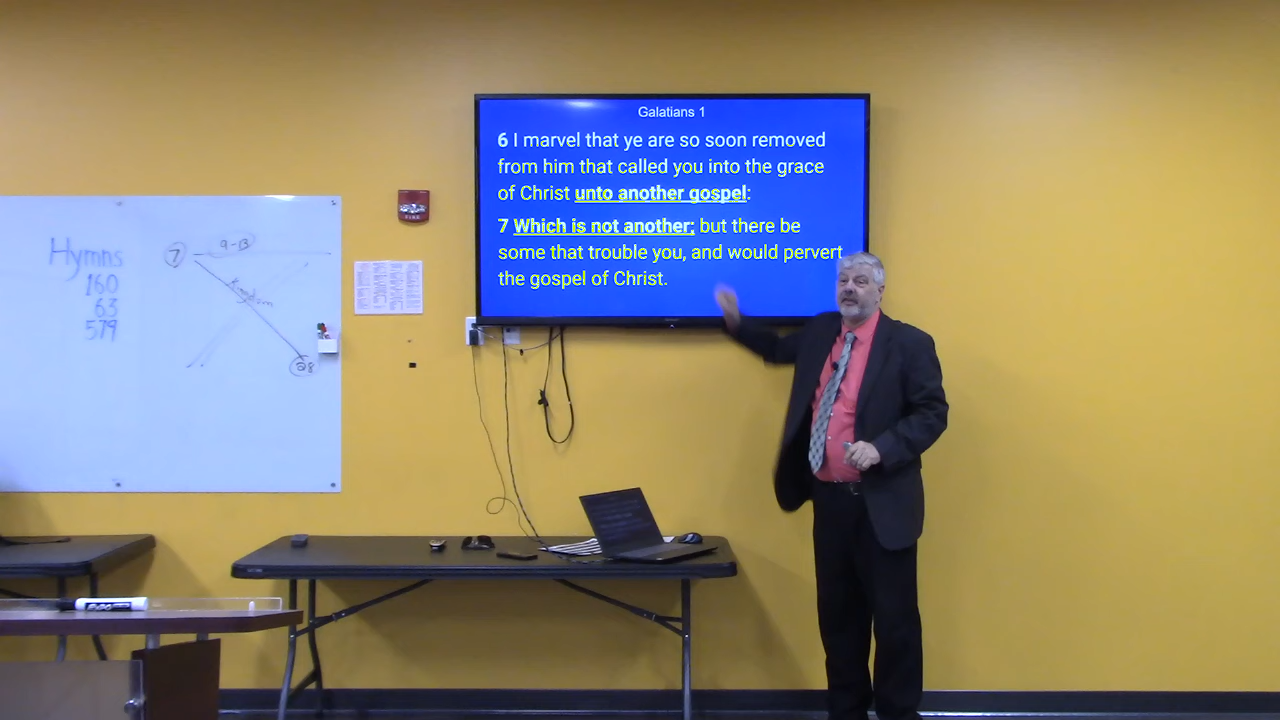 Galatians 1
6 I marvel that ye are so soon removed
from him that called you into the grace
of Christ unto another gospel:
7 Which is not another; but there be
some that trouble you, and would pervert
the gospel of Christ.
Hymns
160
63
579
7
9-13
Kingdom
28
FIRE